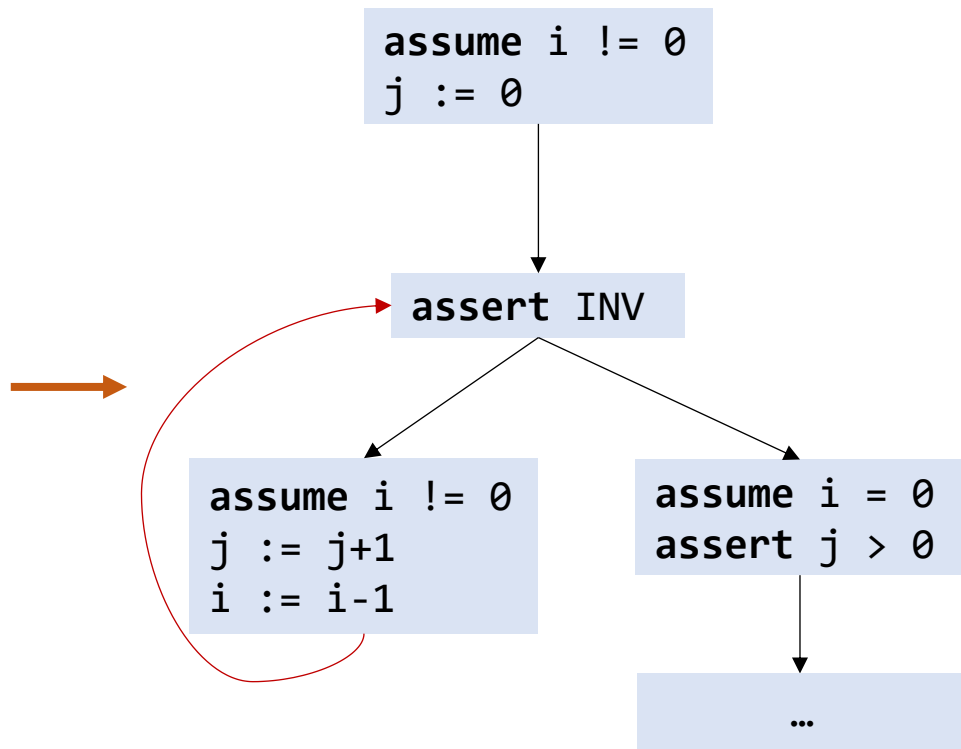 assume i != 0
j := 0
assert INV
assume i != 0
j := j+1
i := i-1
assume i = 0
assert j > 0
…